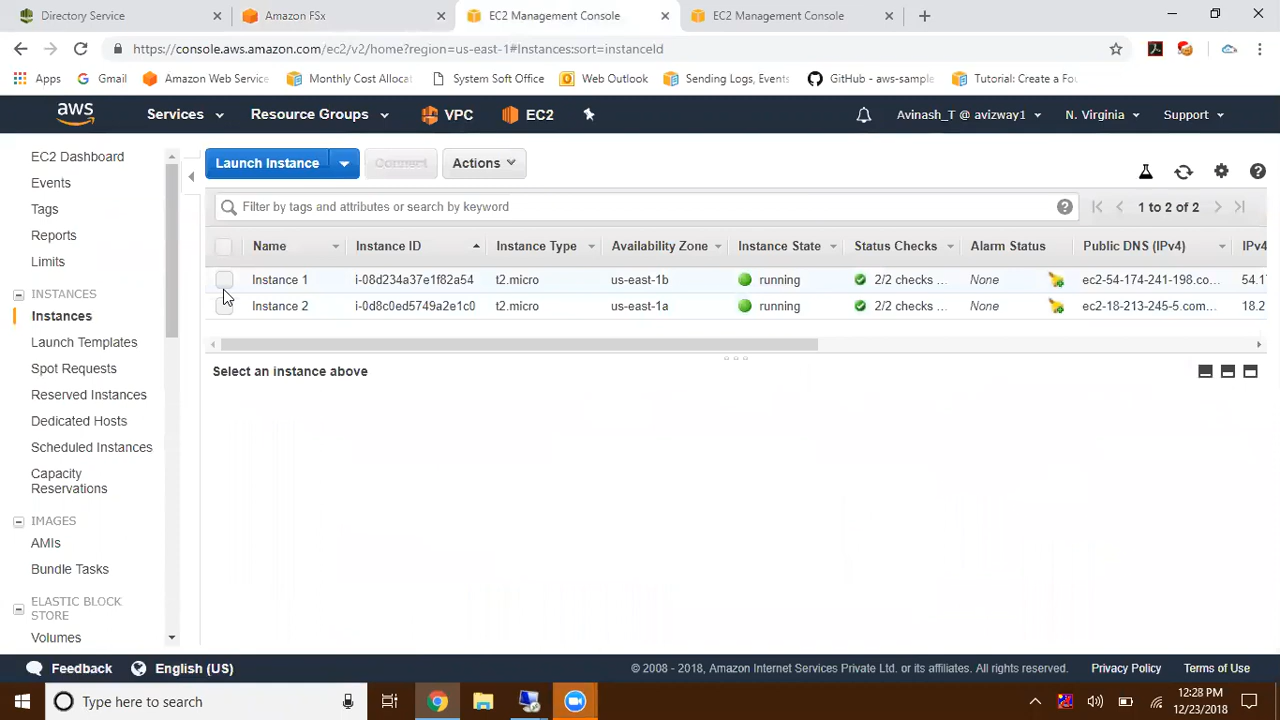 Directory Service
Amazon FSx
EC2 Management Console
EC2 Management Console
https://console.aws.amazon.com/ec2/v2/home?region=us-east-1#Instances:sort=instanceId
Apps
Gmail
Amazon Web Service
Monthly Cost Allocat
System Soft Office
Web Outlook
Sending Logs, Events
GitHub - aws-sample
Tutorial: Create a Fou
aws
Services
Resource Groups
VPC
EC2
Avinash_T @ avizway1
N. Virginia
Support
EC2 Dashboard
Events
Tags
Reports
Limits
INSTANCES
Instances
Launch Templates
Spot Requests
Reserved Instances
Dedicated Hosts
Scheduled Instances
Capacity
Reservations
IMAGES
AMIs
Bundle Tasks
ELASTIC BLOCK
STORE
Volumes
Launch Instance
Connect
Actions
Filter by tags and attributes or search by keyword
1 to 2 of 2
Name Instance ID Instance Type Availability Zone Instance State Status Checks Alarm Status Public DNS (IPv4) IPv4
Instance 1 i-08d234a37e1f82a54 t2.micro us-east-1b running 2/2 checks ... None ec2-54-174-241-198.co... 54.1
Instance 2 i-0d8c0ed5749a2e1c0 t2.micro us-east-1a running 2/2 checks ... None ec2-18-213-245-5.com... 18.2
Select an instance above
Feedback
English (US)
© 2008 - 2018, Amazon Internet Services Private Ltd. or its affiliates. All rights reserved.
Privacy Policy
Terms of Use
Type here to search
12:28 PM
12/23/2018